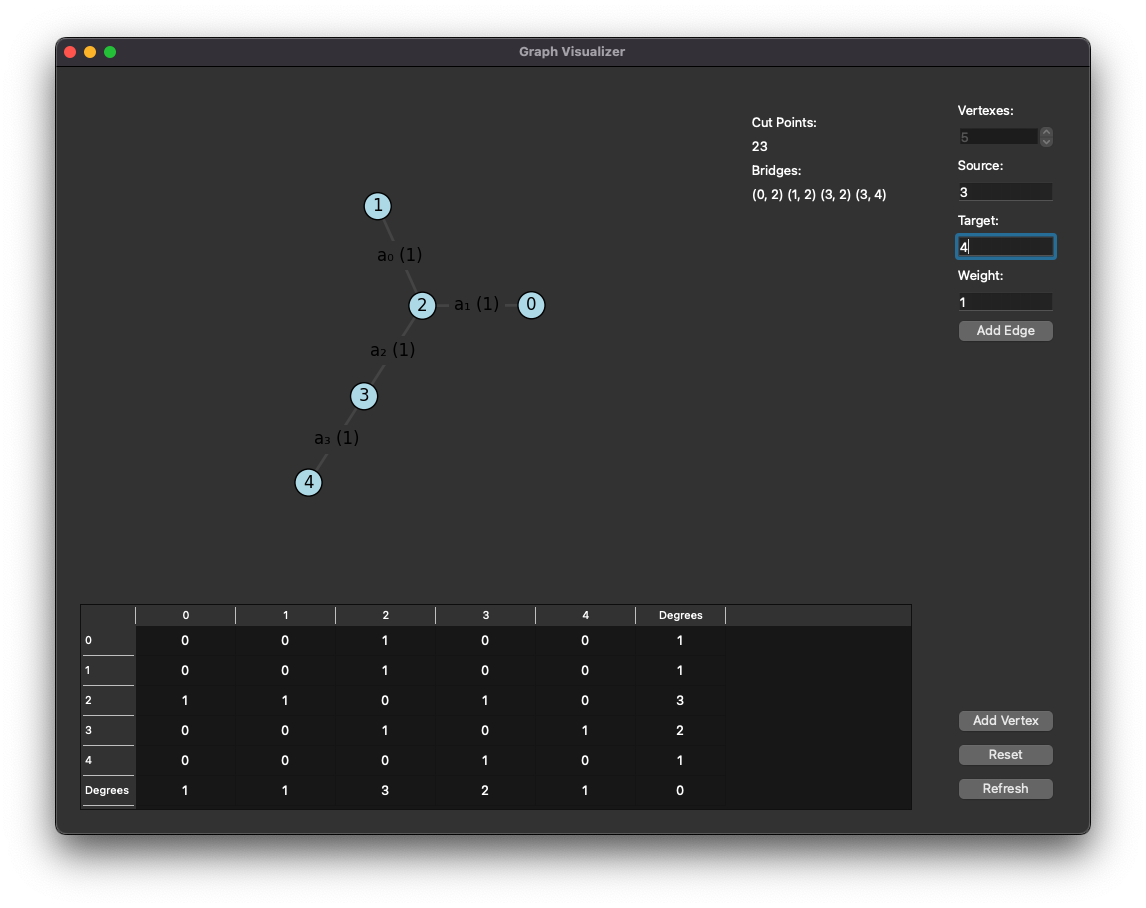 Graph Visualizer
Cut Points:
23
Bridges:
(0, 2) (1, 2) (3, 2) (3, 4)
Vertexes:
5
Source:
3
Target:
4
Weight:
1
Add Edge
1
a₀ (1)
2
a₁ (1)
0
a₂ (1)
3
a₃ (1)
4
0 1 2 3 4 Degrees
0 0 0 1 0 0 1
1 0 0 1 0 0 1
2 1 1 0 1 0 3
3 0 0 1 0 1 2
4 0 0 0 1 0 1
Degrees 1 1 3 2 1 0
Add Vertex
Reset
Refresh